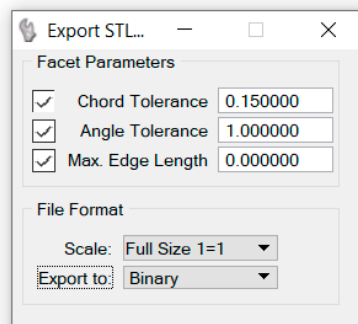 Export STL...
Facet Parameters
Chord Tolerance 0.150000
Angle Tolerance 1.000000
Max. Edge Length 0.000000
File Format
Scale: Full Size 1=1
Export to: Binary